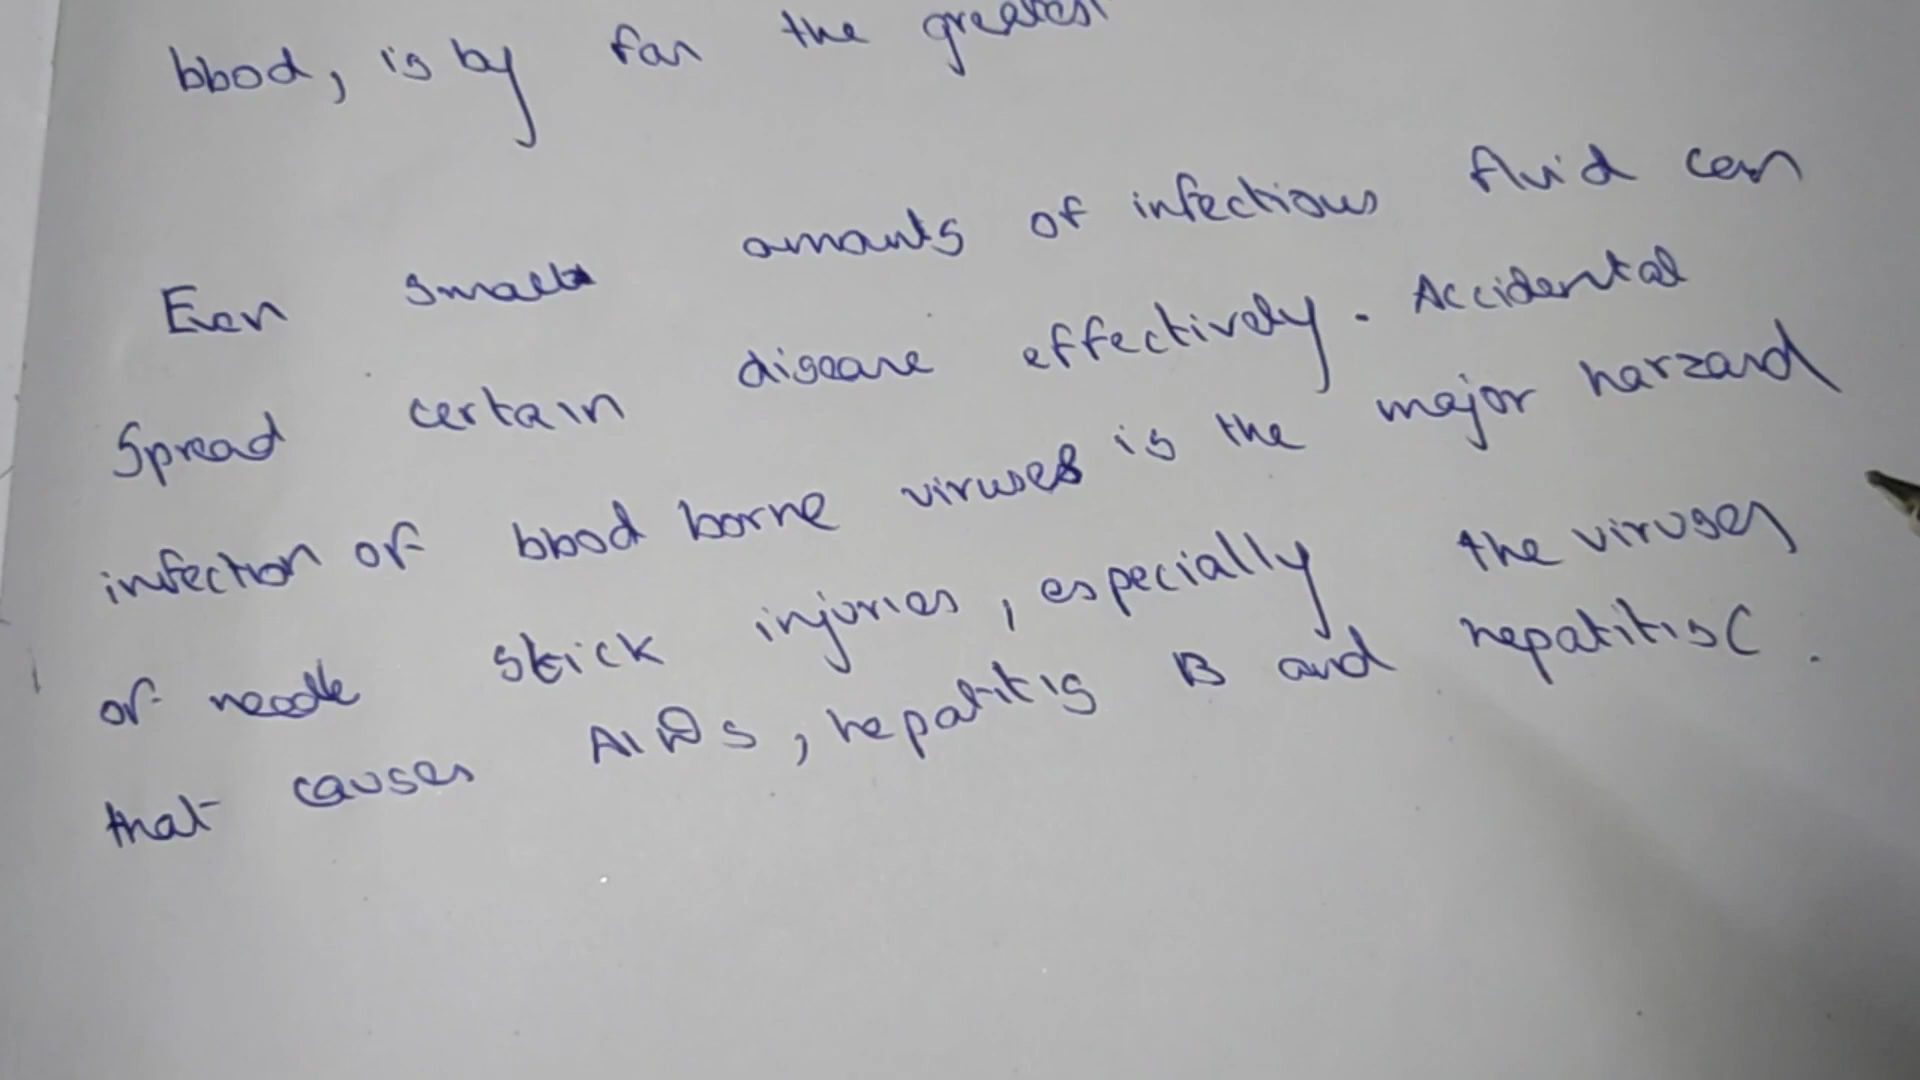 blood, is by far the greatest
Even small amounts of infectious fluid can
Spread certain disease effectively. Accidental
infection of blood borne viruses is the major harzard
of needle stick injuries, especially the viruses
that causes AIDS, hepatitis B and hepatitis C.